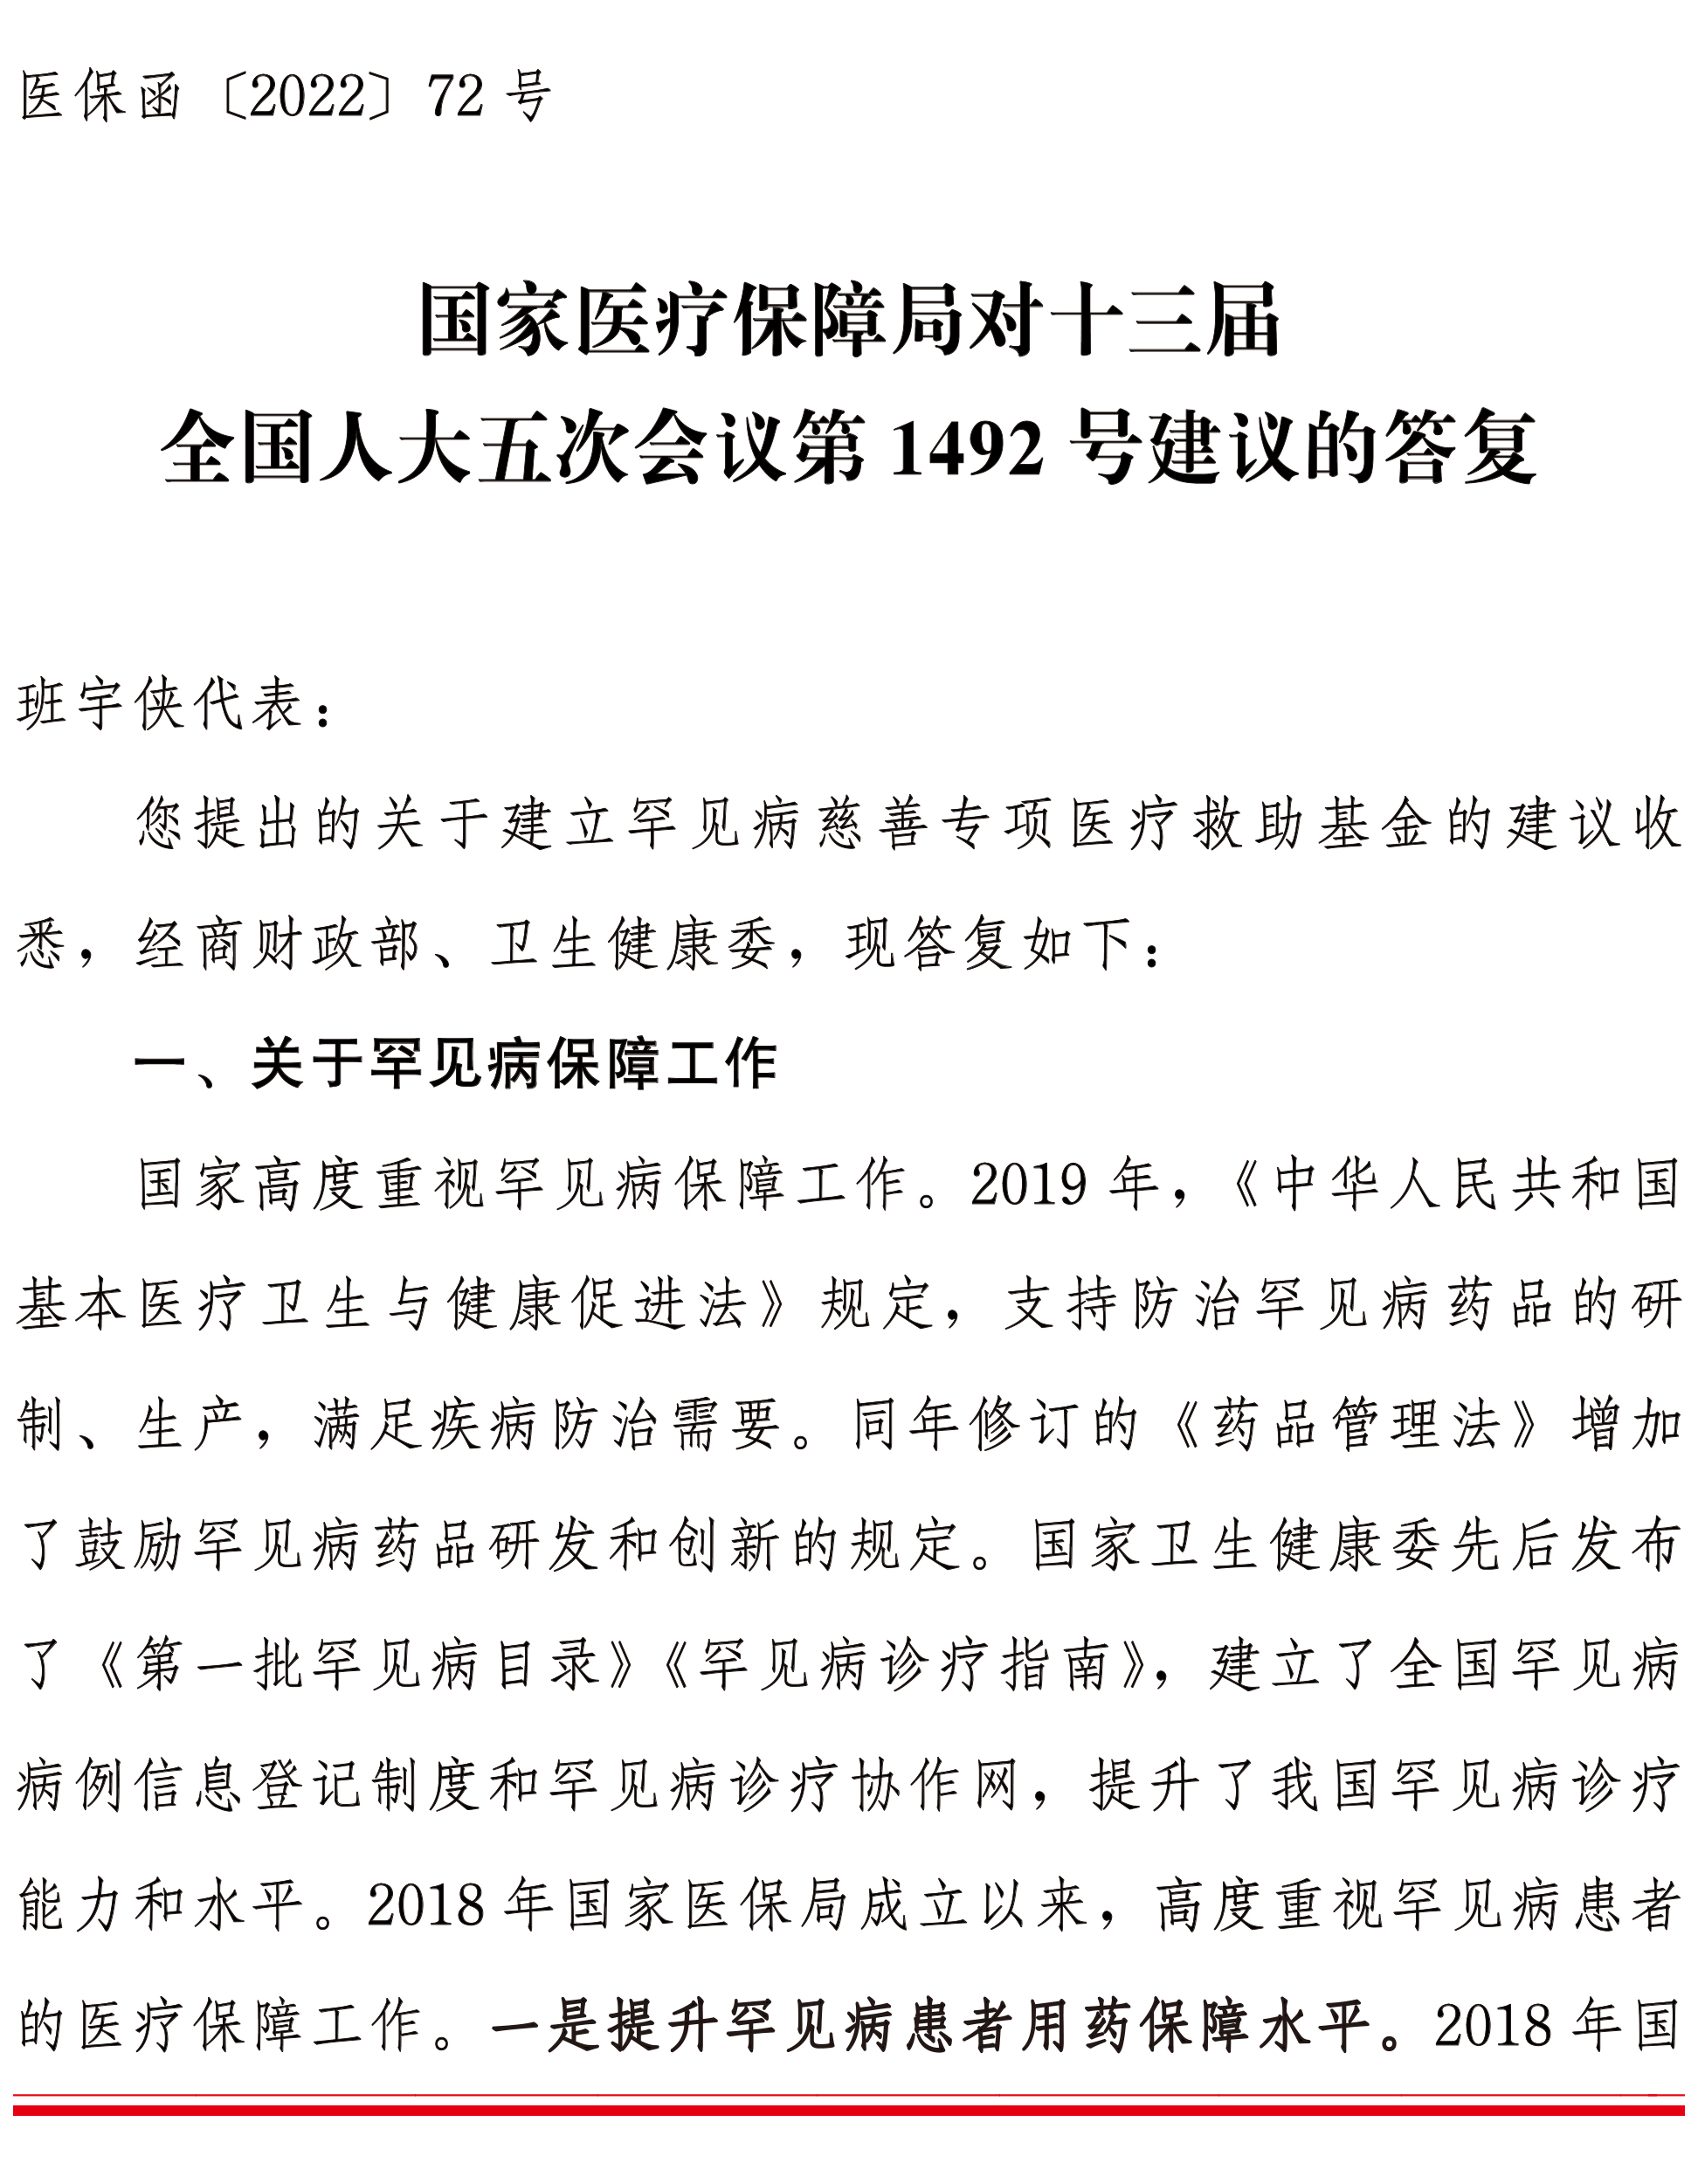 医保函〔2022〕72 号
国家医疗保障局对十三届
全国人大五次会议第 1492 号建议的答复
班宇侠代表：
您提出的关于建立罕见病慈善专项医疗救助基金的建议收
悉，经商财政部、卫生健康委，现答复如下：
一、关于罕见病保障工作
国家高度重视罕见病保障工作。2019 年，《中华人民共和国
基本医疗卫生与健康促进法》规定，支持防治罕见病药品的研
制、生产，满足疾病防治需要。同年修订的《药品管理法》增加
了鼓励罕见病药品研发和创新的规定。国家卫生健康委先后发布
了《第一批罕见病目录》《罕见病诊疗指南》，建立了全国罕见病
病例信息登记制度和罕见病诊疗协作网，提升了我国罕见病诊疗
能力和水平。2018 年国家医保局成立以来，高度重视罕见病患者
的医疗保障工作。一是提升罕见病患者用药保障水平。2018 年国